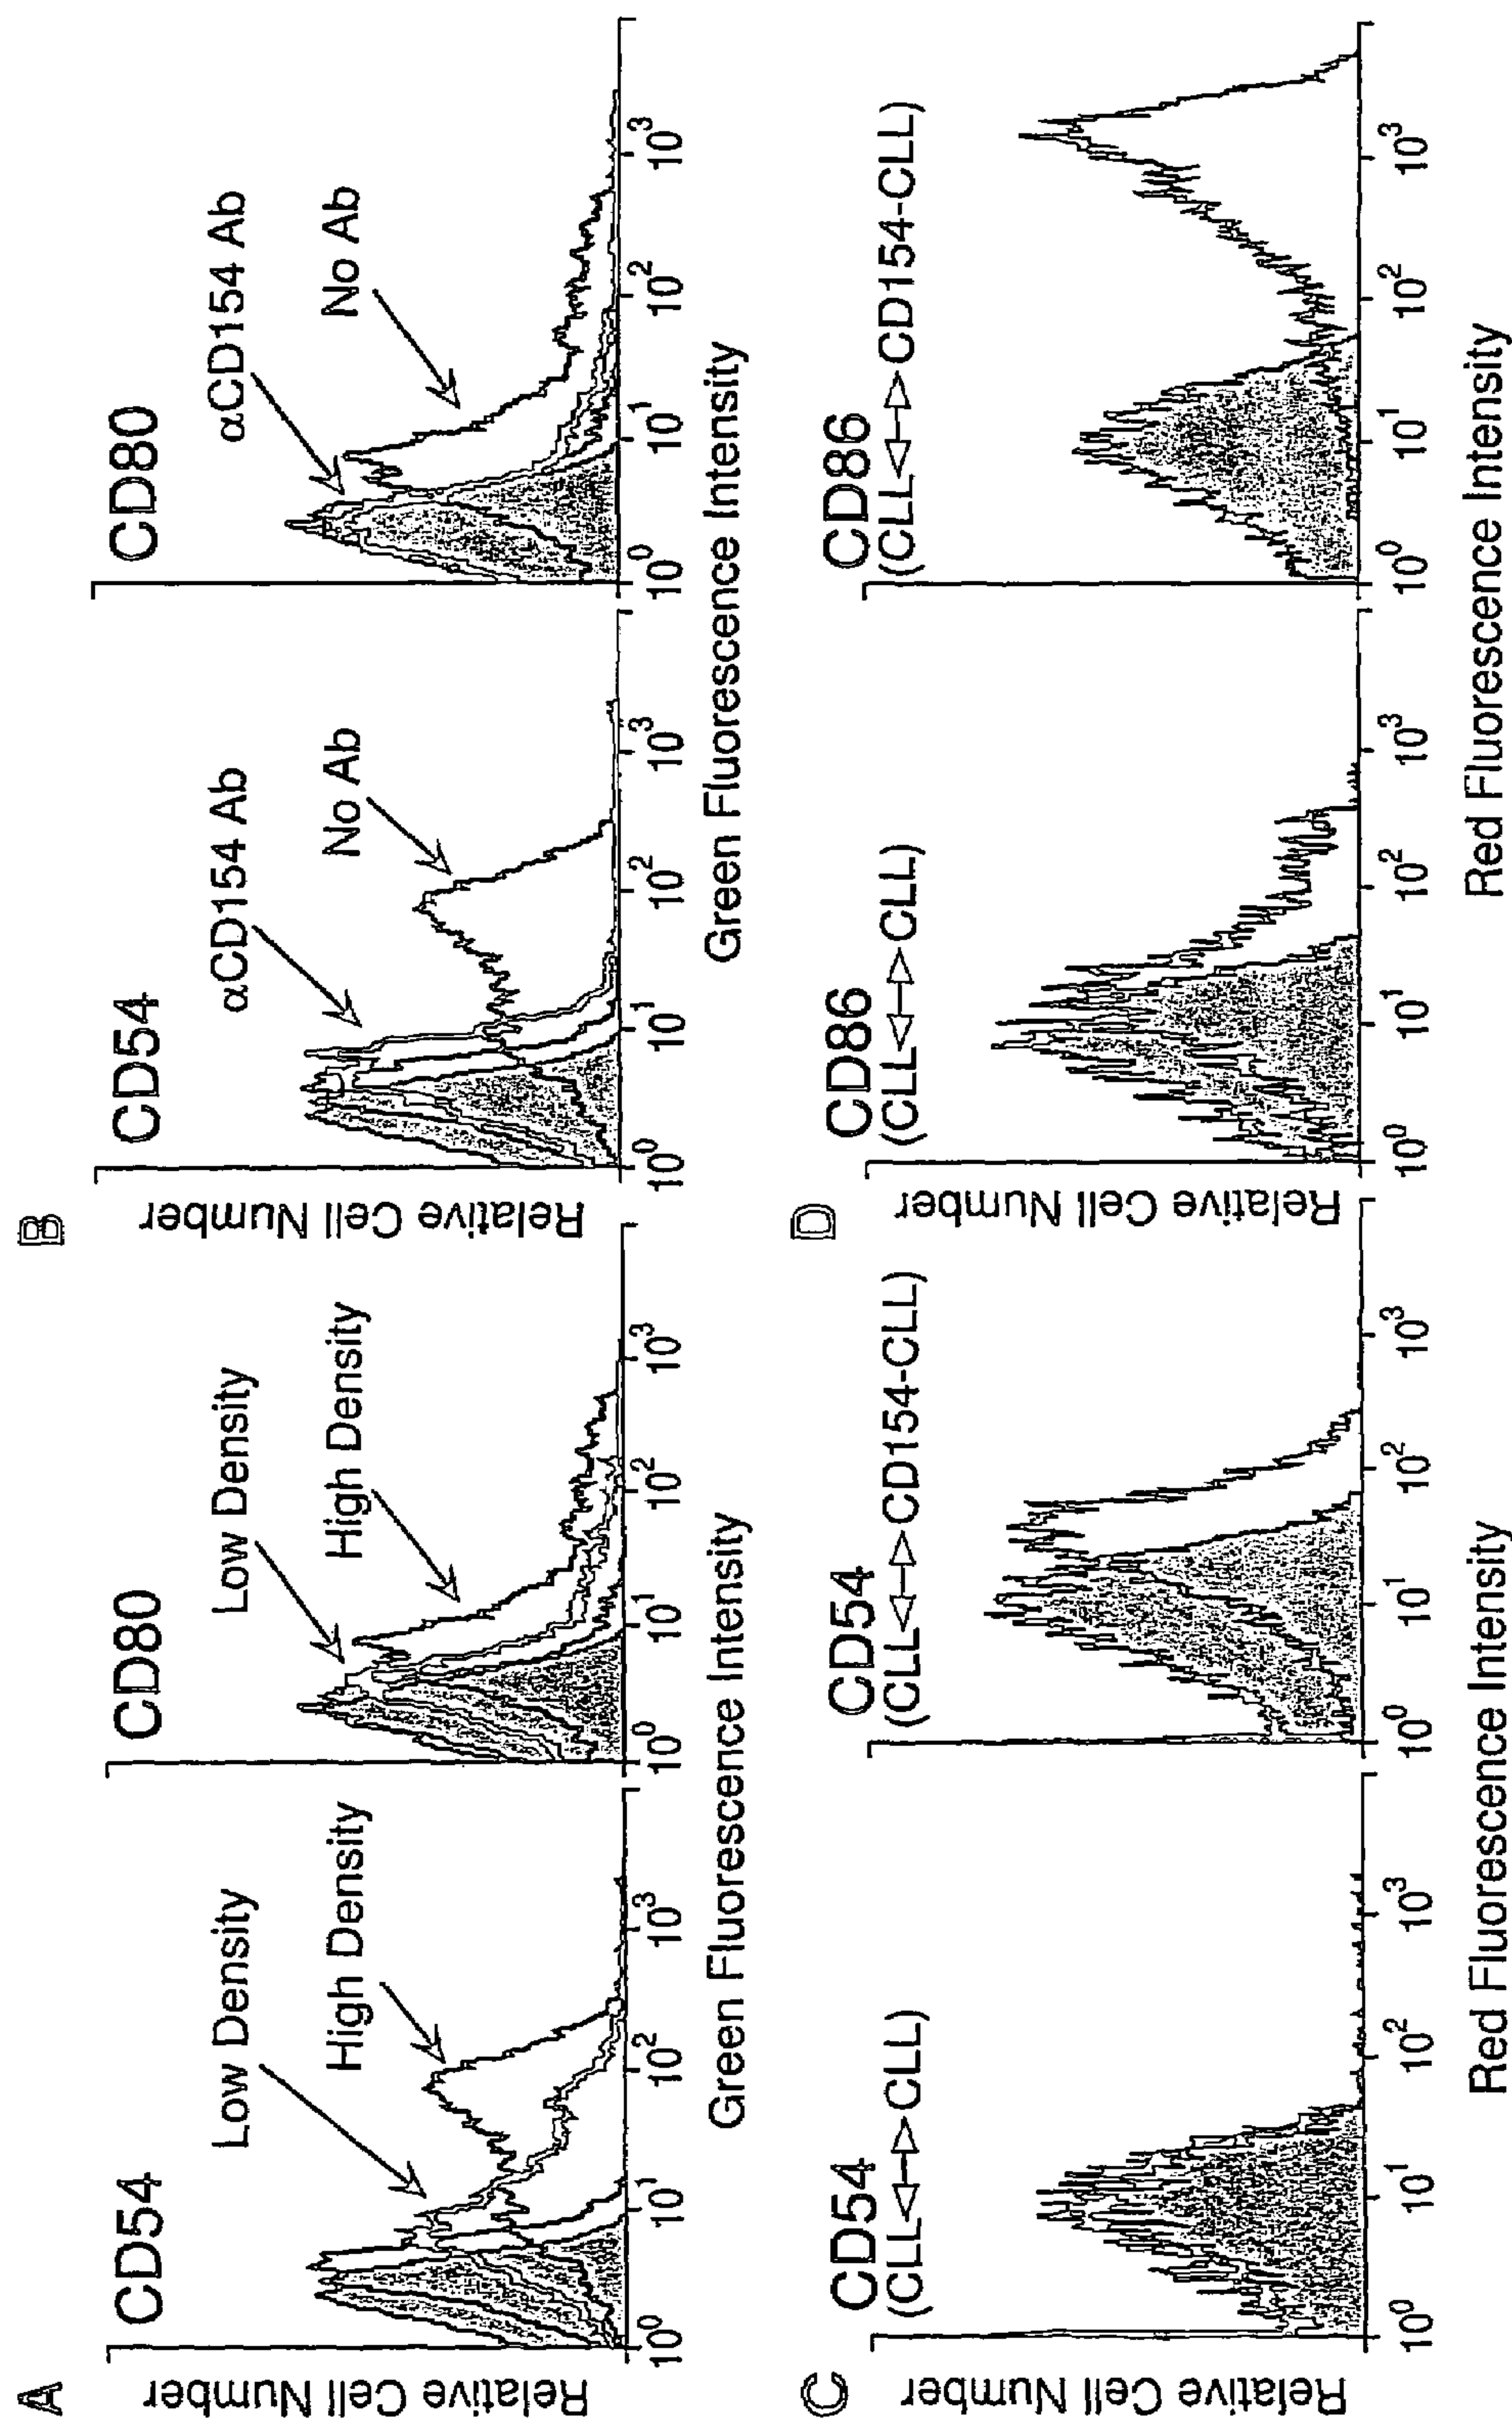 A
CD54
Low Density
High Density
Relative Cell Number
10⁰ 10¹ 10² 10³
CD80
Low Density
High Density
10⁰ 10¹ 10² 10³
Green Fluorescence Intensity
B
CD54
αCD154 Ab
No Ab
Relative Cell Number
10⁰ 10¹ 10² 10³
CD80
αCD154 Ab
No Ab
10⁰ 10¹ 10² 10³
Green Fluorescence Intensity
C
CD54
(CLL◁–▷CLL)
Relative Cell Number
10⁰ 10¹ 10² 10³
CD54
(CLL◁–▷CD154-CLL)
10⁰ 10¹ 10² 10³
Red Fluorescence Intensity
Red Fluorescence Intensity
D
CD86
(CLL◁–▷CLL)
Relative Cell Number
10⁰ 10¹ 10² 10³
CD86
(CLL◁–▷CD154-CLL)
10⁰ 10¹ 10² 10³
Red Fluorescence Intensity